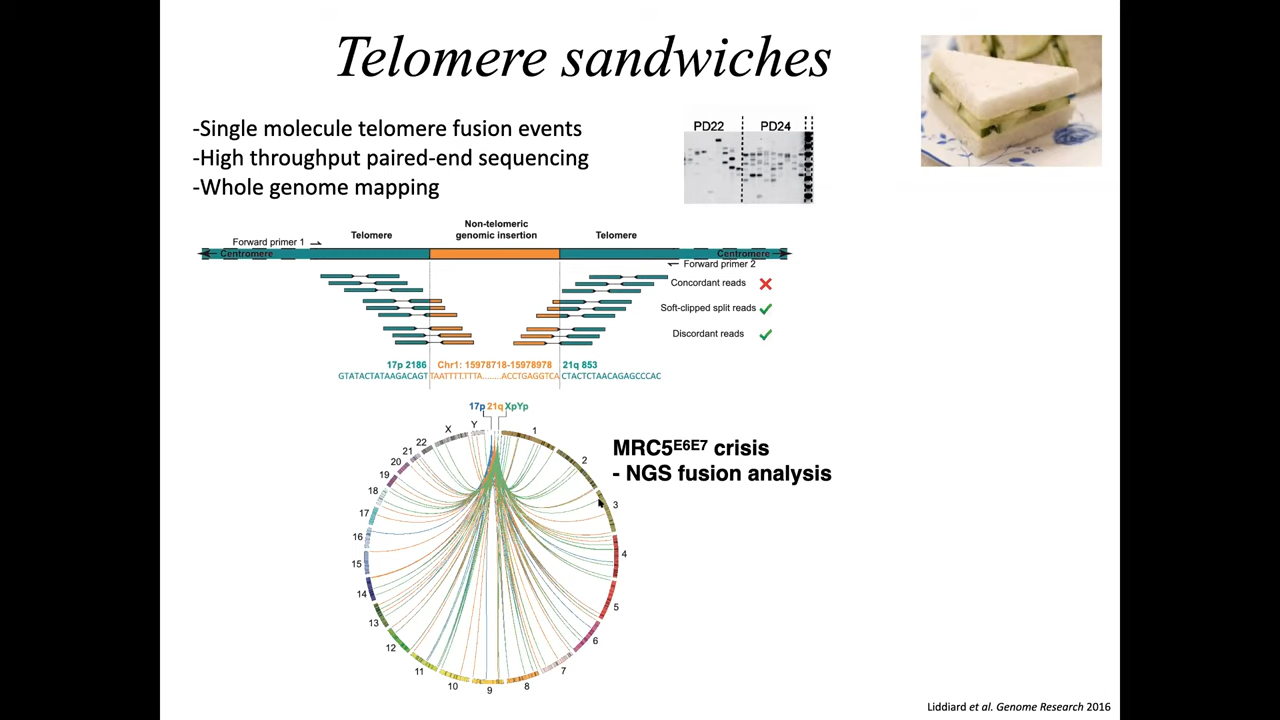 Telomere sandwiches
-Single molecule telomere fusion events
-High throughput paired-end sequencing
-Whole genome mapping
PD22 PD24
Non-telomeric
genomic insertion
Telomere
Telomere
Forward primer 1
Centromere
Centromere
Forward primer 2
Concordant reads
Soft-clipped split reads
Discordant reads
17p 2186 Chr1: 15978718-15978978 21q 853
GTATACTATAAGACAGT TAATTTTTTTA........ACCTGAGGTCA CTACTCTAACAGAGCCCAC
17p 21q XpYp
X
Y
1
2
3
4
5
6
7
8
9
10
11
12
13
14
15
16
17
18
19
20
21
22
MRC5E6E7 crisis
- NGS fusion analysis
Liddiard et al. Genome Research 2016